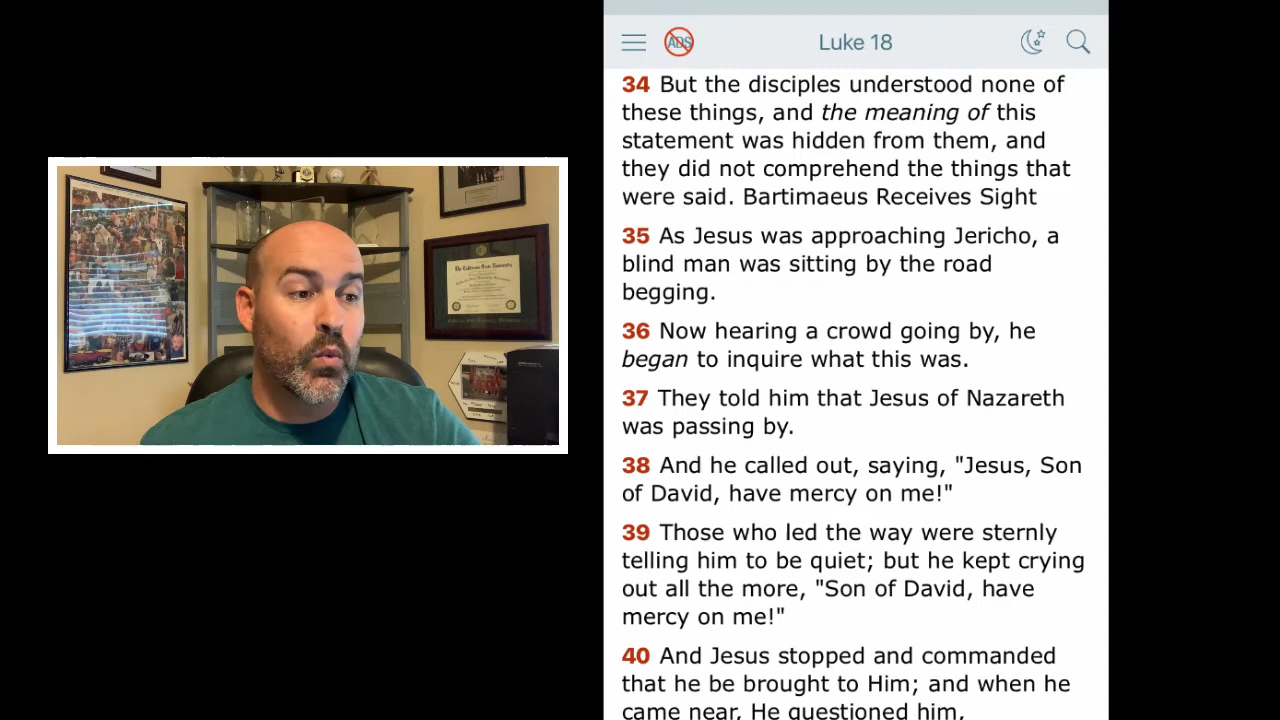 ADS
Luke 18
34 But the disciples understood none of
these things, and the meaning of this
statement was hidden from them, and
they did not comprehend the things that
were said. Bartimaeus Receives Sight
35 As Jesus was approaching Jericho, a
blind man was sitting by the road
begging.
36 Now hearing a crowd going by, he
began to inquire what this was.
37 They told him that Jesus of Nazareth
was passing by.
38 And he called out, saying, "Jesus, Son
of David, have mercy on me!"
39 Those who led the way were sternly
telling him to be quiet; but he kept crying
out all the more, "Son of David, have
mercy on me!"
40 And Jesus stopped and commanded
that he be brought to Him; and when he
came near, He questioned him,
The California State University